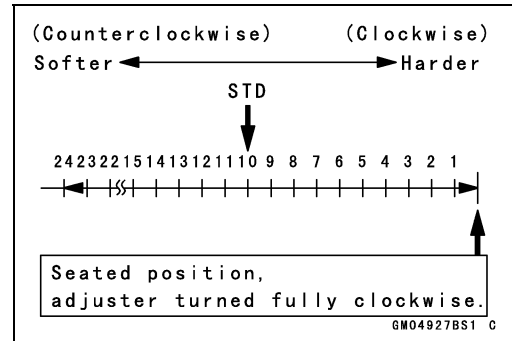 (Counterclockwise) (Clockwise)
Softer Harder
STD
24 23 22 15 14 13 12 11 10 9 8 7 6 5 4 3 2 1
Seated position,
adjuster turned fully clockwise.
GM04927BS1 C